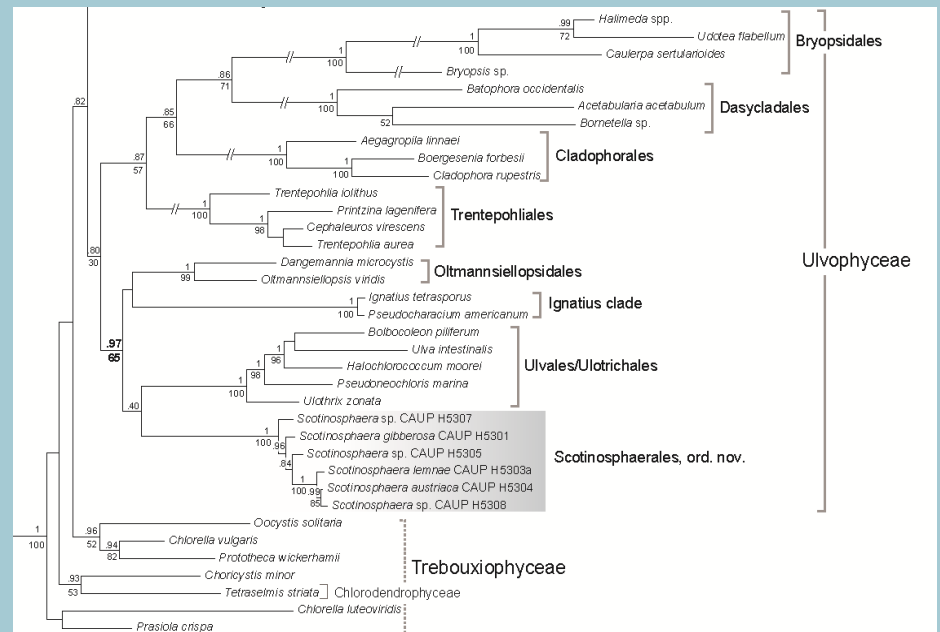 .99
Halimeda spp.
72
Udotea flabellum
Bryopsidales
1
100
Caulerpa sertularioides
//
1
100
//
Bryopsis sp.
//
.86
71
Batophora occidentalis
//
1
100
Acetabularia acetabulum
Dasycladales
52
Bornetella sp.
.82
.85
66
Aegagropila linnaei
//
1
100
Boergesenia forbesii
Cladophorales
1
100
Cladophora rupestris
.87
57
Trentepohlia iolithus
//
1
100
Printzina lagenifera
Trentepohliales
1
98
Cephaleuros virescens
Trentepohlia aurea
.80
30
Ulvophyceae
Dangemannia microcystis
1
99
Oltmannsiellopsis viridis
Oltmannsiellopsidales
Ignatius tetrasporus
1
100
Pseudocharacium americanum
Ignatius clade
.97
65
Bolbocoleon piliferum
1
96
Ulva intestinalis
1
98
Halochlorococcum moorei
Ulvales/Ulotrichales
1
100
Pseudoneochloris marina
Ulothrix zonata
.40
Scotinosphaera sp. CAUP H5307
1
100
Scotinosphaera gibberosa CAUP H5301
.96
Scotinosphaera sp. CAUP H5305
.84
Scotinosphaerales, ord. nov.
Scotinosphaera lemnae CAUP H5303a
1
100
.99
85
Scotinosphaera austriaca CAUP H5304
Scotinosphaera sp. CAUP H5308
1
100
Oocystis solitaria
.96
52
Chlorella vulgaris
.94
82
Prototheca wickerhamii
Trebouxiophyceae
Choricystis minor
.93
53
Tetraselmis striata
Chlorodendrophyceae
Chlorella luteoviridis
Prasiola crispa